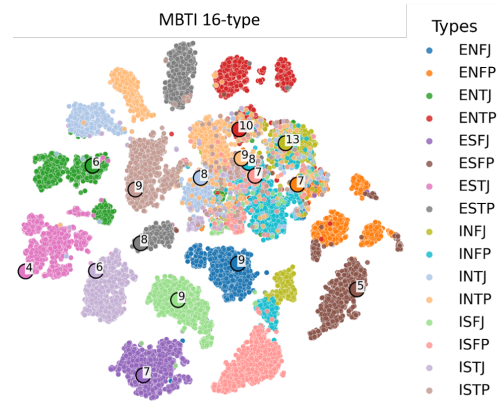 MBTI 16-type
Types
ENFJ
ENFP
ENTJ
ENTP
ESFJ
ESFP
ESTJ
ESTP
INFJ
INFP
INTJ
INTP
ISFJ
ISFP
ISTJ
ISTP
10
13
9
8
6
7
8
7
9
8
9
4
6
9
5
7